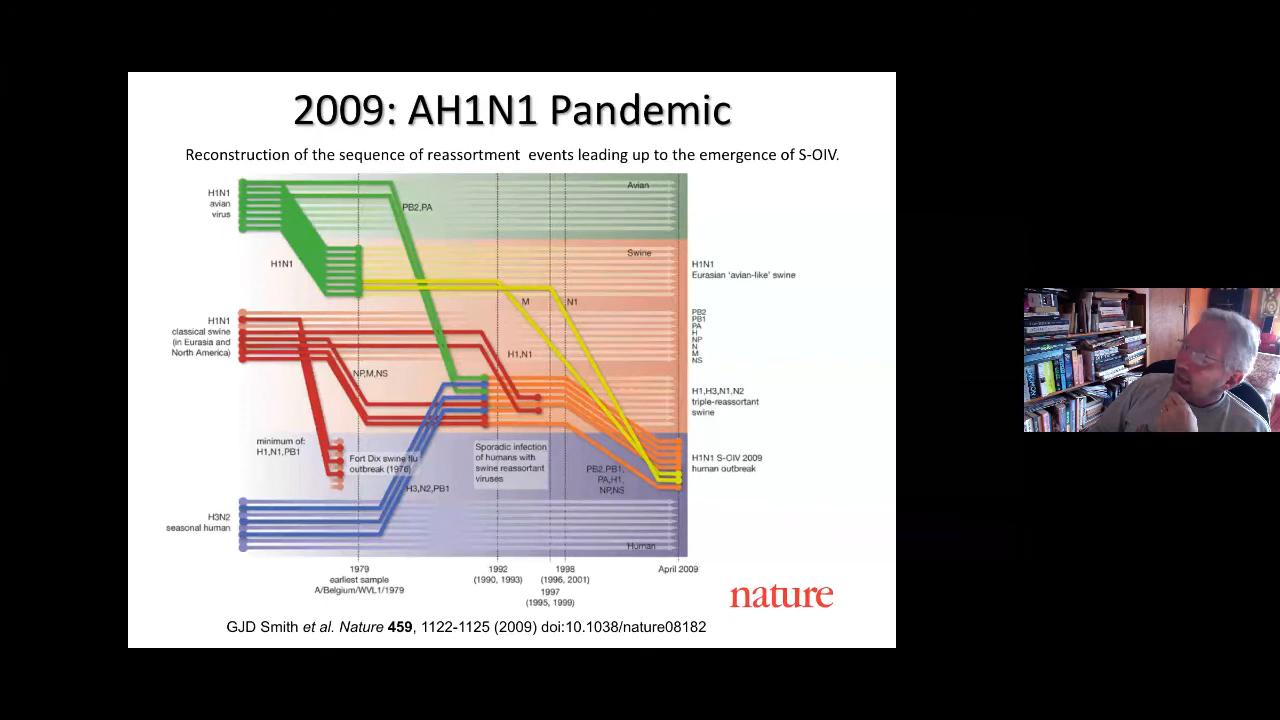 2009: AH1N1 Pandemic
Reconstruction of the sequence of reassortment events leading up to the emergence of S-OIV.
H1N1
avian
virus
Avian
PB2,PA
H1N1
Swine
H1N1
Eurasian 'avian-like' swine
M
N1
H1N1
classical swine
(in Eurasia and
North America)
PB2
PB1
PA
H
NP
N
M
NS
H1,N1
NP,M,NS
H1,H3,N1,N2
triple-reassortant
swine
minimum of:
H1,N1,PB1
Fort Dix swine flu
outbreak (1976)
Sporadic infection
of humans with
swine reassortant
viruses
H1N1 S-OIV 2009
human outbreak
PB2,PB1,
PA,H1,
NP,NS
H3,N2,PB1
H3N2
seasonal human
Human
1979
earliest sample
A/Belgium/WVL1/1979
1992
(1990, 1993)
1998
(1996, 2001)
1997
(1995, 1999)
April 2009
nature
GJD Smith et al. Nature 459, 1122-1125 (2009) doi:10.1038/nature08182